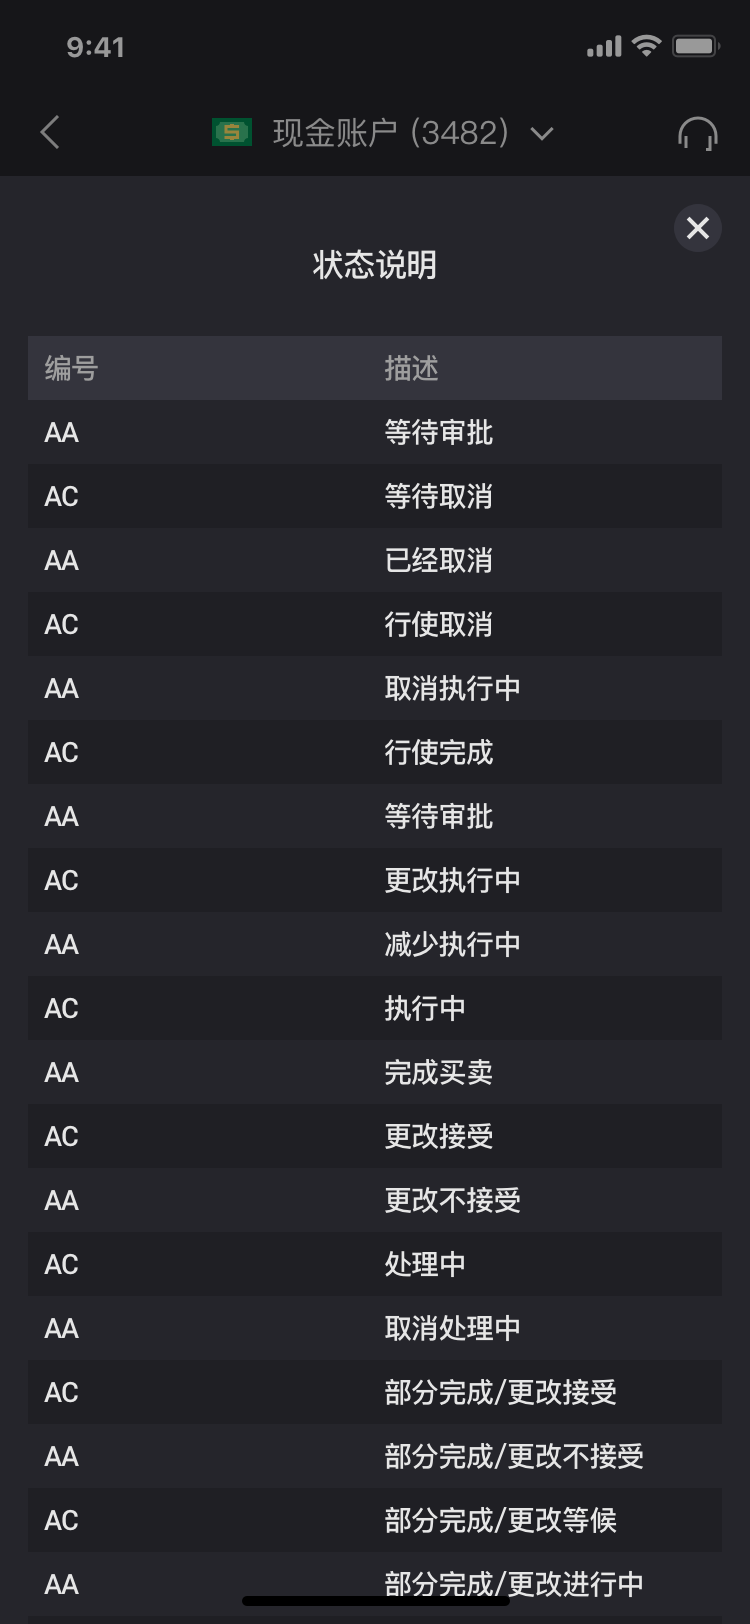 9:41
现金账户 (3482)
状态说明
编号 描述
AA 等待审批
AC 等待取消
AA 已经取消
AC 行使取消
AA 取消执行中
AC 行使完成
AA 等待审批
AC 更改执行中
AA 减少执行中
AC 执行中
AA 完成买卖
AC 更改接受
AA 更改不接受
AC 处理中
AA 取消处理中
AC 部分完成/更改接受
AA 部分完成/更改不接受
AC 部分完成/更改等候
AA 部分完成/更改进行中